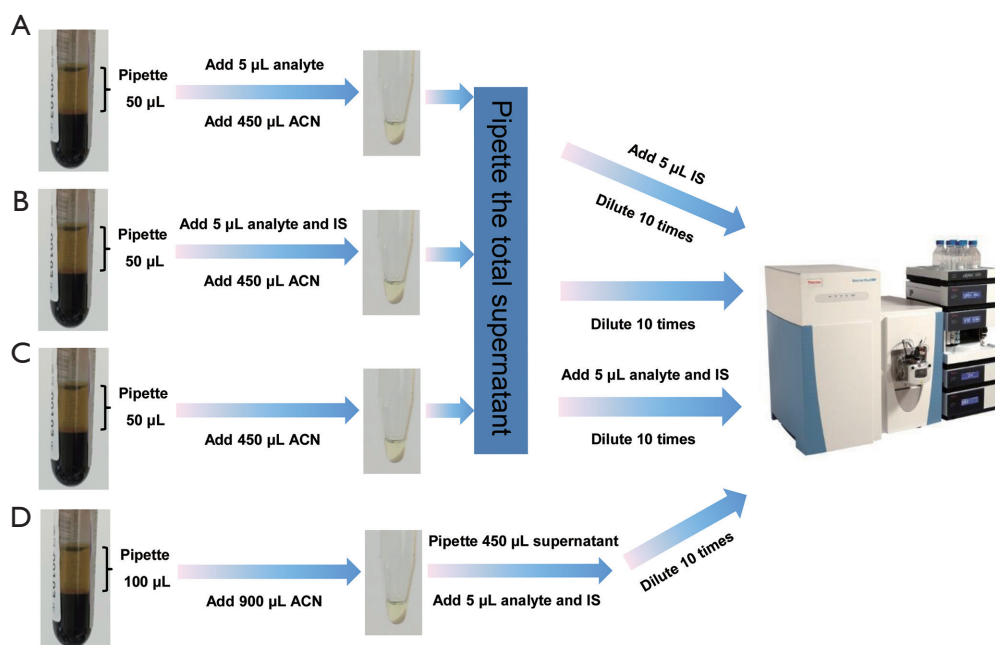 A
Pipette
50 µL
Add 5 µL analyte
Add 450 µL ACN
Pipette the total supernatant
Add 5 µL IS
Dilute 10 times
B
Pipette
50 µL
Add 5 µL analyte and IS
Add 450 µL ACN
Dilute 10 times
C
Pipette
50 µL
Add 450 µL ACN
Add 5 µL analyte and IS
Dilute 10 times
D
Pipette
100 µL
Add 900 µL ACN
Pipette 450 µL supernatant
Add 5 µL analyte and IS
Dilute 10 times